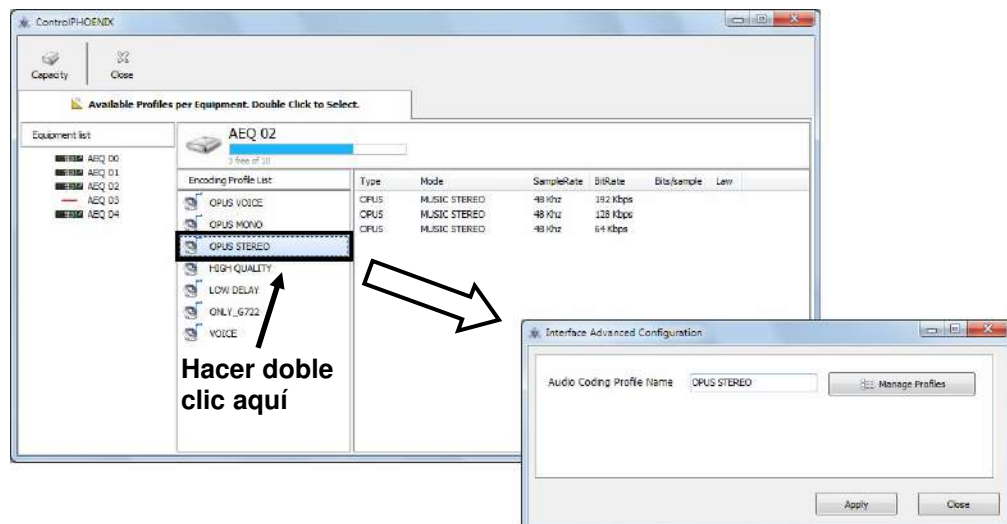 ControlPHOENIX
Capacity
Close
Available Profiles per Equipment. Double Click to Select.
Equipment list
AEQ 00
AEQ 01
AEQ 02
AEQ 03
AEQ 04
AEQ 02
3 free of 10
Encoding Profile List
OPUS VOICE
OPUS MONO
OPUS STEREO
HIGH QUALITY
LOW DELAY
ONLY_G722
VOICE
Type Mode SampleRate BitRate Bits/sample Law
OPUS MUSIC STEREO 48 Khz 192 Kbps
OPUS MUSIC STEREO 48 Khz 128 Kbps
OPUS MUSIC STEREO 48 Khz 64 Kbps
Hacer doble
clic aquí
Interface Advanced Configuration
Audio Coding Profile Name OPUS STEREO Manage Profiles
Apply Close